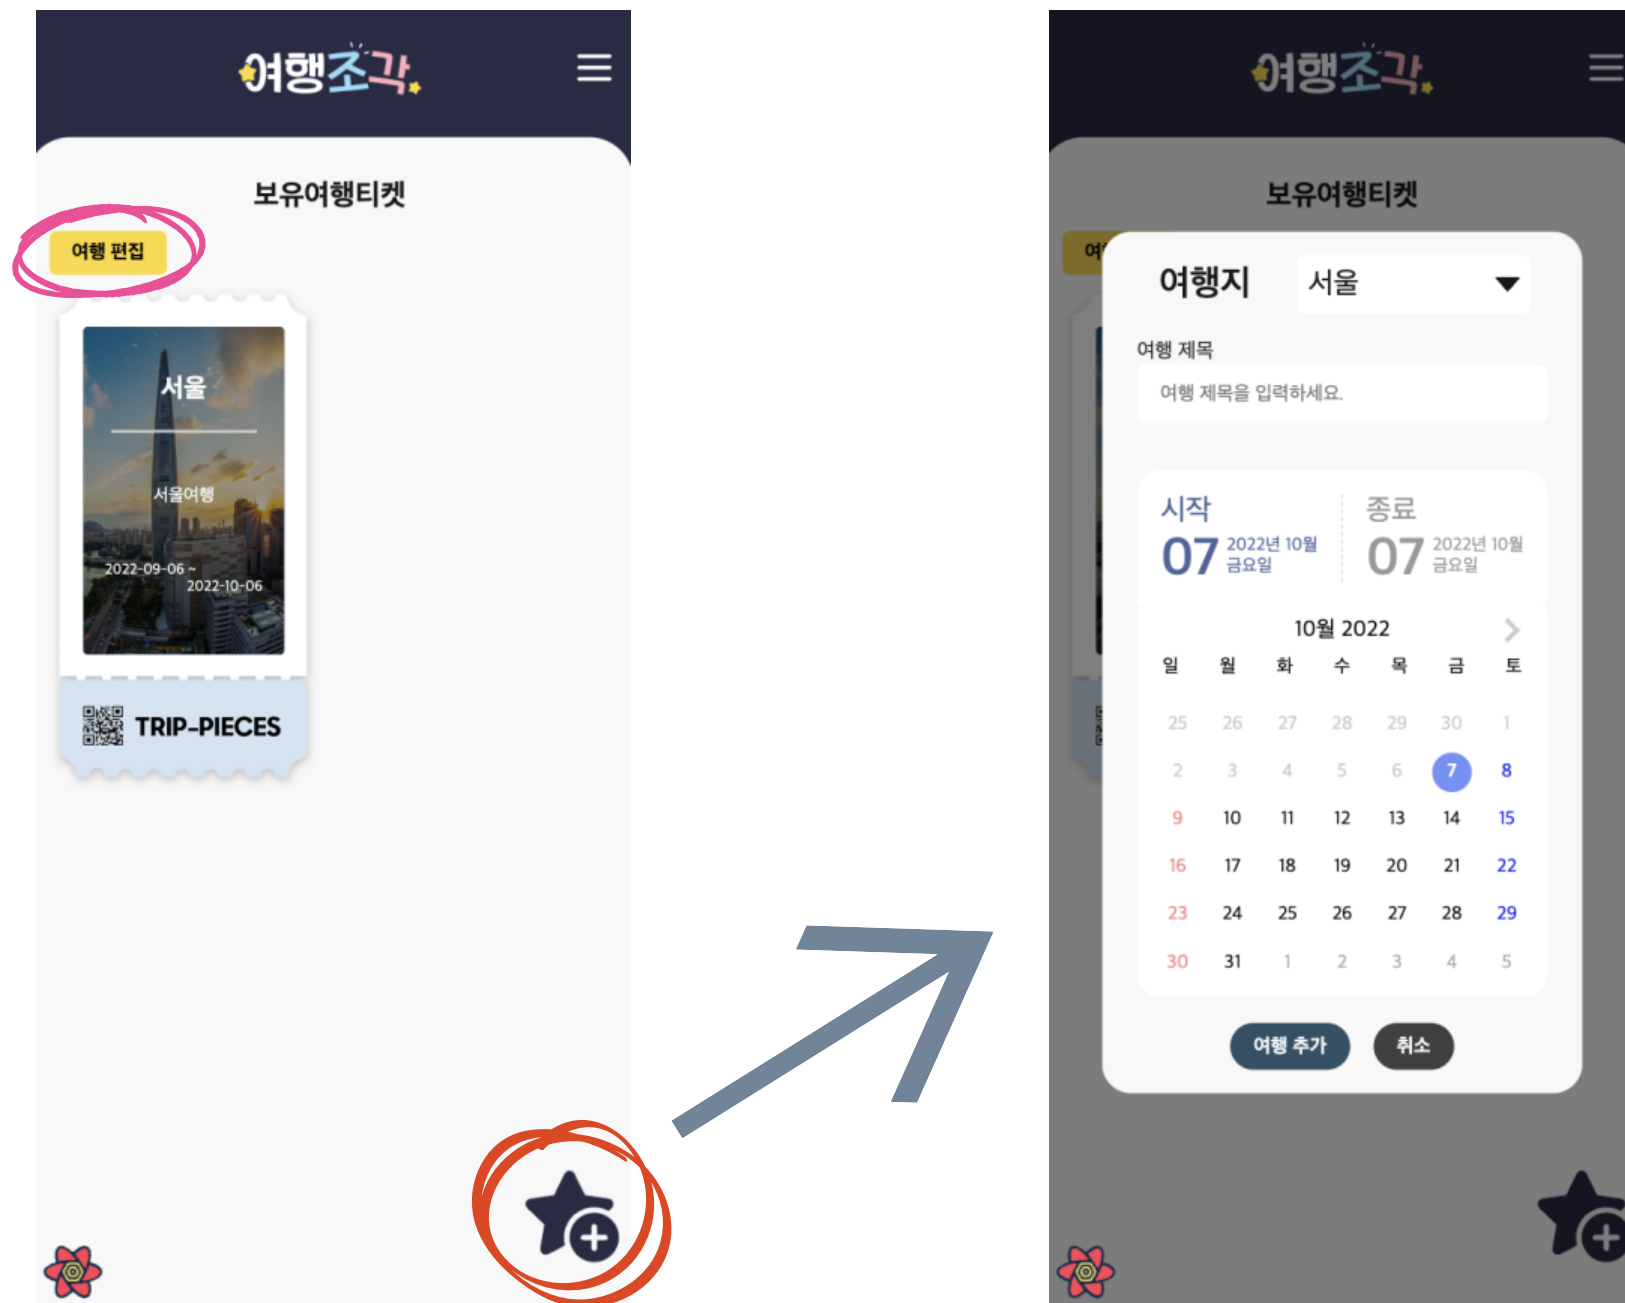 여행조각
보유여행티켓
여행 편집
서울
서울여행
2022-09-06 ~
2022-10-06
TRIP-PIECES
여행조각
보유여행티켓
여
여행지 서울
여행 제목
여행 제목을 입력하세요.
시작 종료
07 2022년 10월 금요일 07 2022년 10월 금요일
10월 2022
일 월 화 수 목 금 토
25 26 27 28 29 30 1
2 3 4 5 6 7 8
9 10 11 12 13 14 15
16 17 18 19 20 21 22
23 24 25 26 27 28 29
30 31 1 2 3 4 5
여행 추가 취소